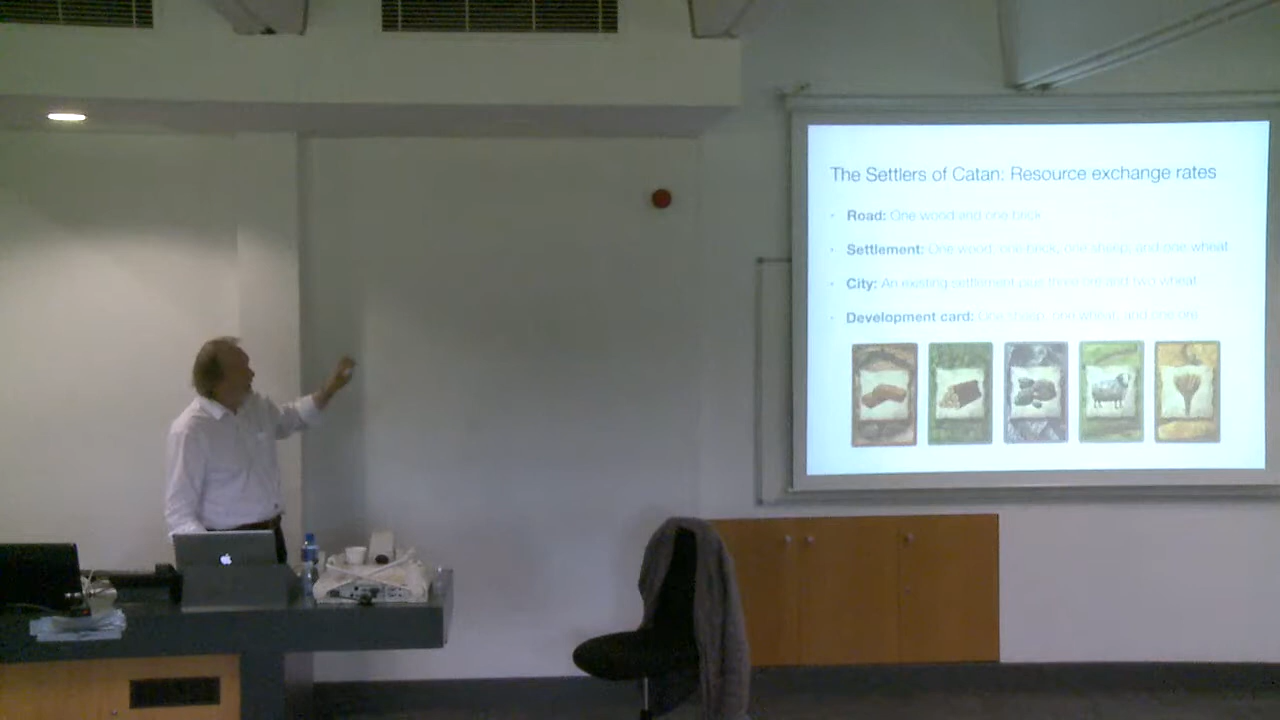 The Settlers of Catan: Resource exchange rates
Road: One wood and one brick
Settlement: One wood, one brick, one sheep, and one wheat
City: An existing settlement plus three ore and two wheat
Development card: One sheep, one wheat, and one ore